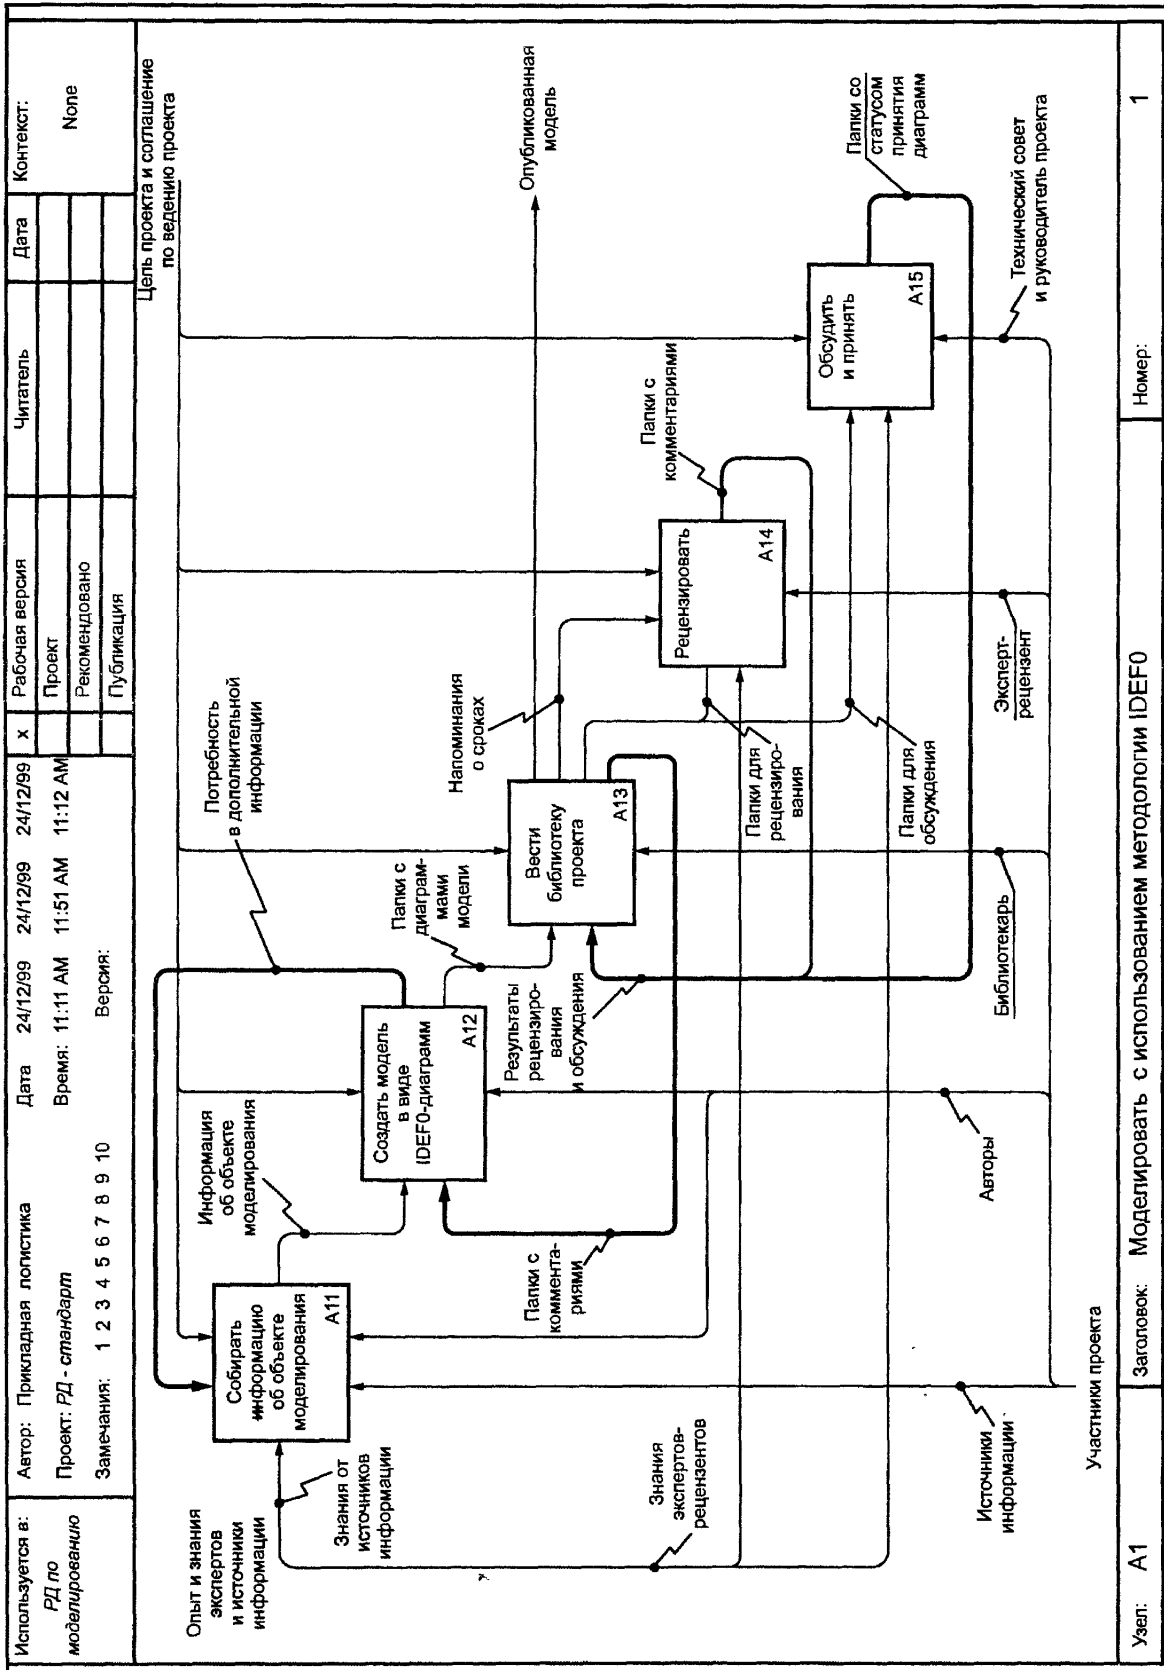 Используется в:
РД по
моделированию
Автор: Прикладная логистика
Проект: РД - стандарт
Замечания: 1 2 3 4 5 6 7 8 9 10
Дата 24/12/99 24/12/99 24/12/99
Время: 11:11 AM 11:51 AM 11:12 AM
Версия:
x Рабочая версия
Проект
Рекомендовано
Публикация
Читатель
Дата
Контекст:
None
Цель проекта и соглашение
по ведению проекта
Опыт и знания
экспертов
и источники
информации
Знания от
источников
информации
Собирать
информацию
об объекте
моделирования
A11
Информация
об объекте
моделирования
Потребность
в дополнительной
информации
Создать модель
в виде
IDEF0-диаграмм
A12
Папки с
диаграм-
мами
модели
Вести
библиотеку
проекта
A13
Напоминания
о сроках
Опубликованная
модель
Папки с
коммента-
риями
Результаты
рецензиро-
вания
и обсуждения
Рецензировать
A14
Папки с
комментариями
Папки для
рецензиро-
вания
Обсудить
и принять
A15
Папки со
статусом
принятия
диаграмм
Папки для
обсуждения
Знания
экспертов-
рецензентов
Источники
информации
Авторы
Библиотекарь
Эксперт-
рецензент
Технический совет
и руководитель проекта
Участники проекта
Узел: A1
Заголовок: Моделировать с использованием методологии IDEF0
Номер: 1